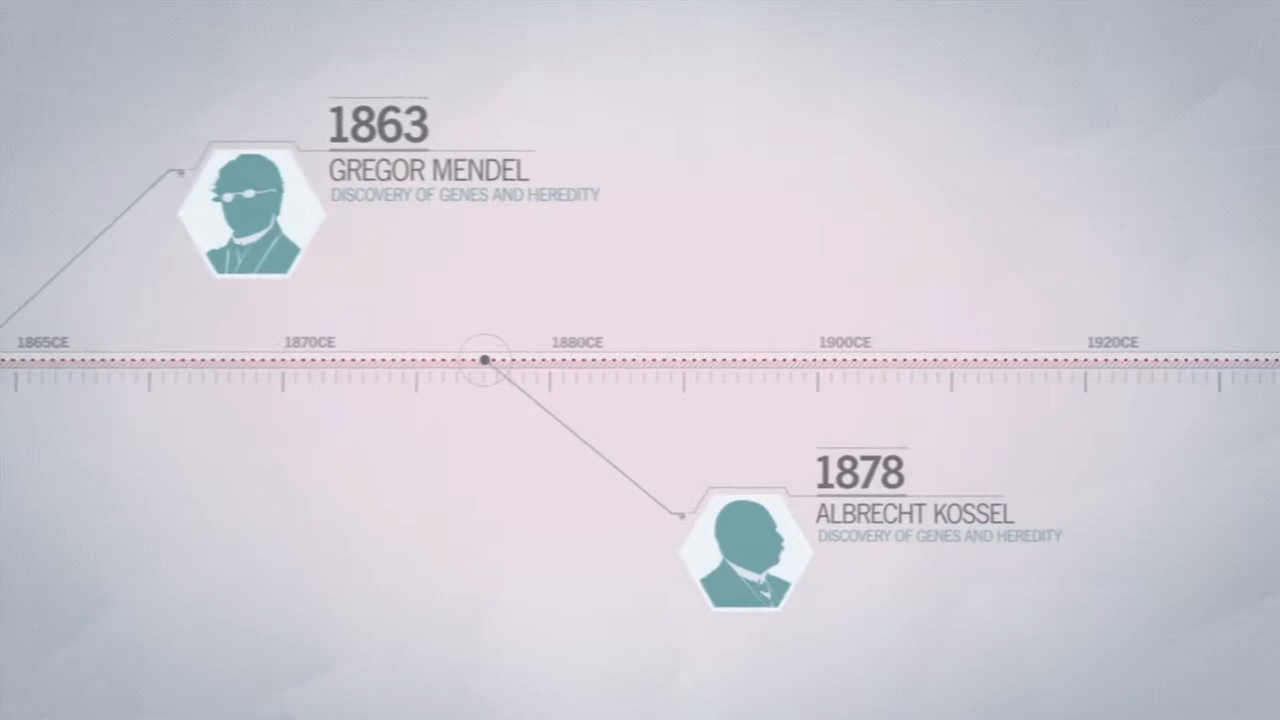 1863
GREGOR MENDEL
DISCOVERY OF GENES AND HEREDITY
1865CE
1870CE
1880CE
1900CE
1920CE
1878
ALBRECHT KOSSEL
DISCOVERY OF GENES AND HEREDITY